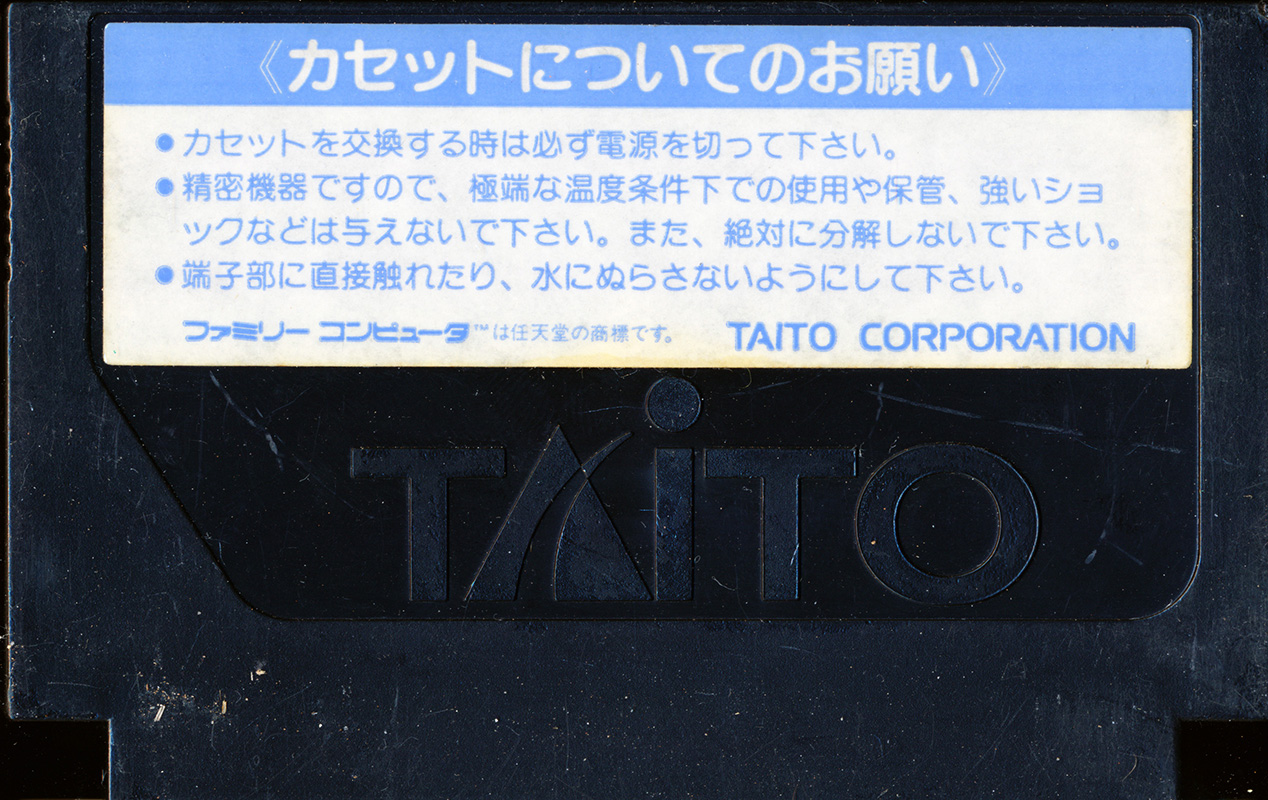 《カセットについてのお願い》
●カセットを交換する時は必ず電源を切って下さい。
●精密機器ですので、極端な温度条件下での使用や保管、強いショ
ックなどは与えないで下さい。また、絶対に分解しないで下さい。
●端子部に直接触れたり、水にぬらさないようにして下さい。
ファミリー コンピュータ™は任天堂の商標です。 TAITO CORPORATION
TAiTO